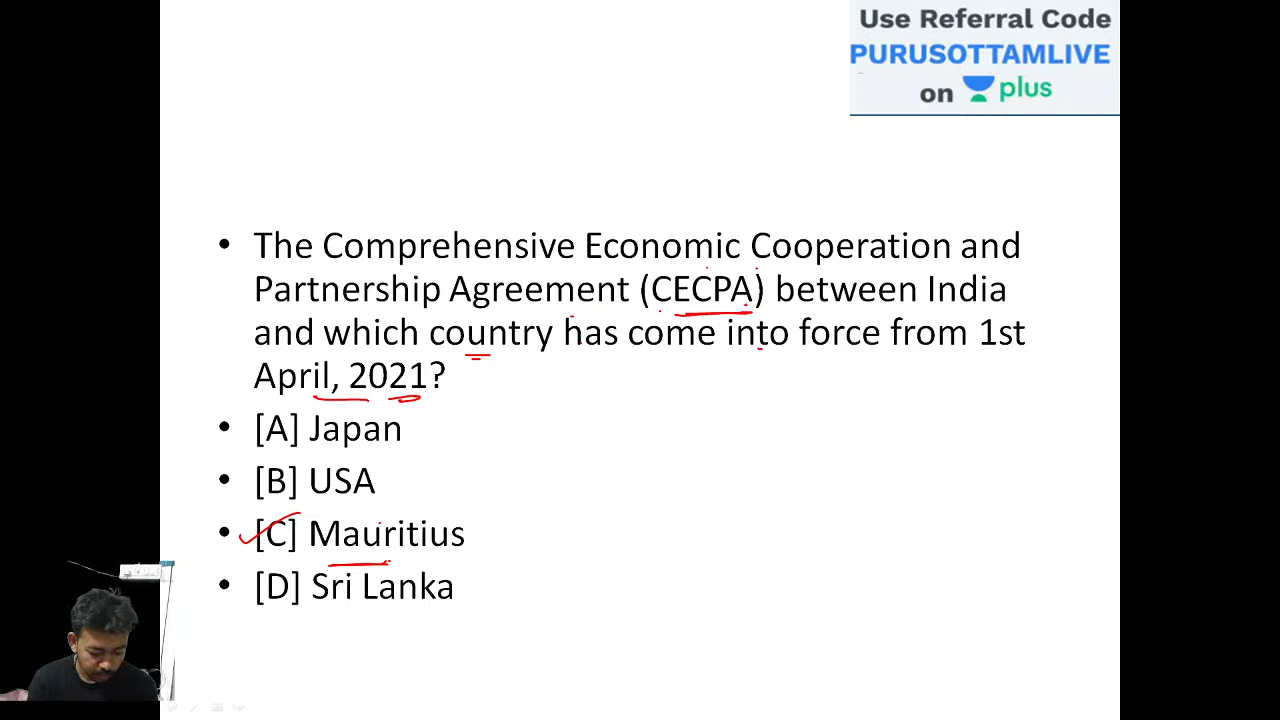 Use Referral Code
PURUSOTTAMLIVE
on plus
• The Comprehensive Economic Cooperation and
Partnership Agreement (CECPA) between India
and which country has come into force from 1st
April, 2021?
• [A] Japan
• [B] USA
• [C] Mauritius
• [D] Sri Lanka